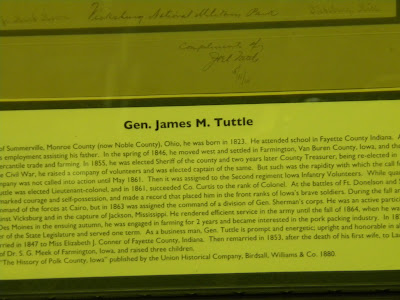 Vicksburg National
Compliments of
Gen. James M. Tuttle
of Sommerville, Monroe County (now Noble County), Ohio, he was born in 1823. He attended school in Fayette County Indiana. A
employment assisting his father. In the spring of 1846, he moved west and settled in Farmington, Van Buren County, Iowa, and the
rcantile trade and farming. In 1855, he was elected Sheriff of the county and two years later County Treasurer; being re-elected in
e Civil War, he raised a company of volunteers and was elected captain of the same. But such was the rapidity with which the call f
mpany was not called into action until May 1861. Then it was assigned to the Second regiment Iowa Infantry Volunteers. While qua
uttle was elected Lieutenant-colonel, and in 1861, succeeded Co. Curtis to the rank of Colonel. At the battles of Ft. Donelson and S
marked courage and self-possession, and made a record that placed him in the front ranks of Iowa's brave soldiers. During the fall an
mmand of the forces at Cairo, but in 1863 was assigned the command of a division of Gen. Sherman's corps. He was an active partici
inst Vicksburg and in the capture of Jackson, Mississippi. He rendered efficient service in the army until the fall of 1864, when he wa
Des Moines in the ensuing autumn, he was engaged in farming for 2 years and became interested in the pork packing industry. In 187
er of the State Legislature and served one term. As a business man, Gen. Tuttle is prompt and energetic; upright and honorable in al
rried in 1847 to Miss Elizabeth J. Conner of Fayette County, Indiana. Then remarried in 1853, after the death of his first wife, to Lau
of Dr. S. G. Meek of Farmington, Iowa, and raised three children.
"The History of Polk County, Iowa" published by the Union Historical Company, Birdsall, Williams & Co. 1880.